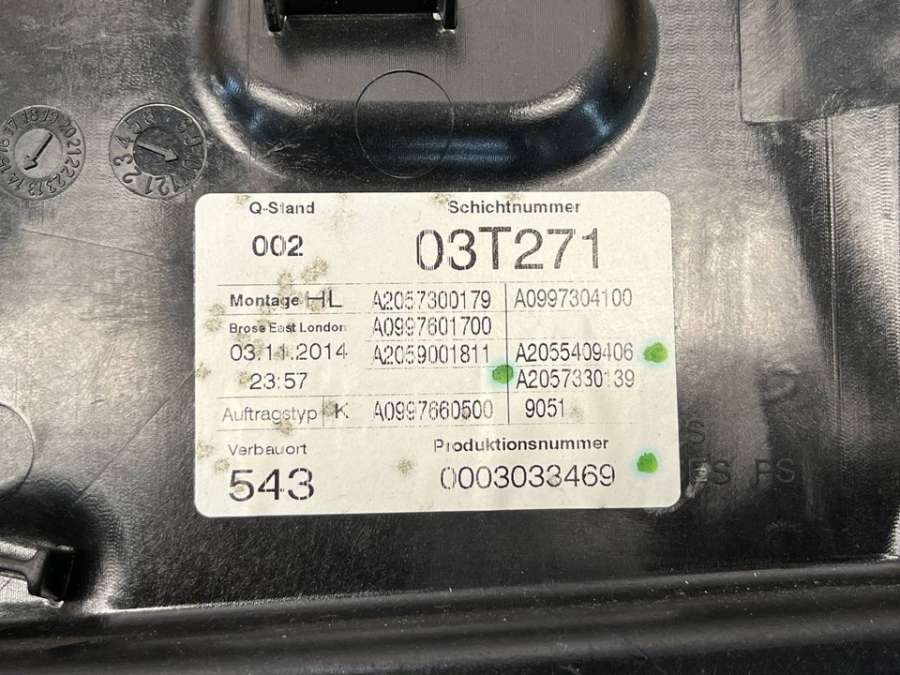 Q-Stand Schichtnummer
002 03T271
Montage HL A2057300179 A0997304100
Brose East London A0997601700
03.11.2014 A2059001811 A2055409406
23:57 A2057330139
Auftragstyp K A0997660500 9051
Verbauort Produktionsnummer
543 0003033469
PS